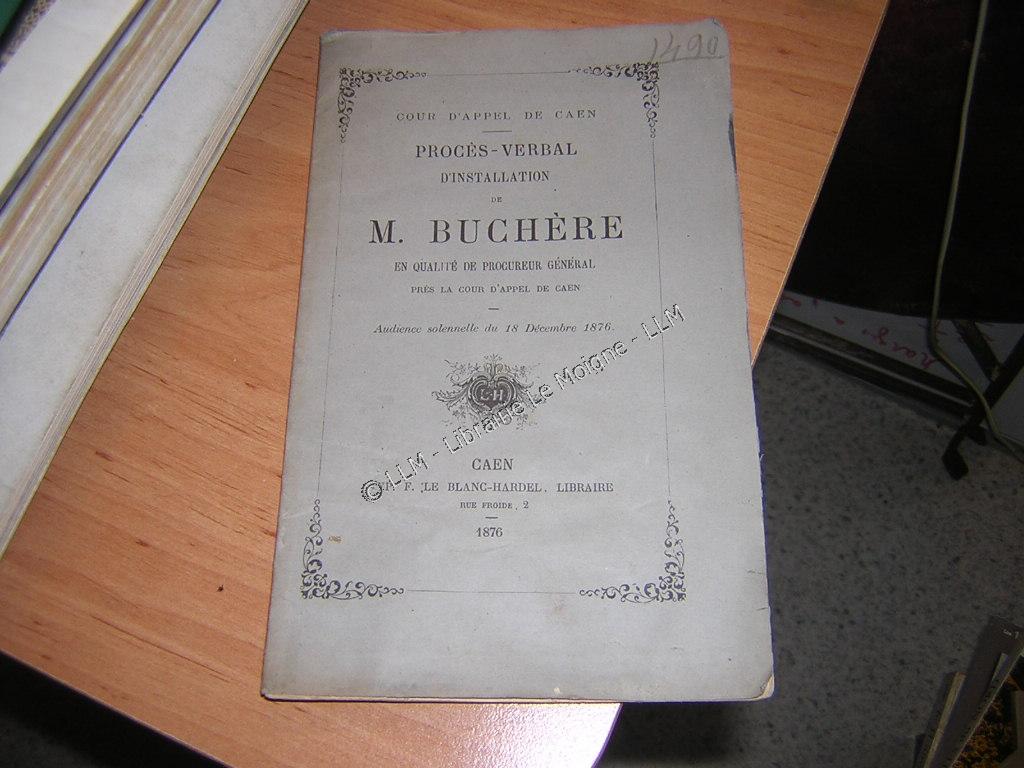 1490
COUR D'APPEL DE CAEN
PROCÈS-VERBAL
D'INSTALLATION
DE
M. BUCHÈRE
EN QUALITÉ DE PROCUREUR GÉNÉRAL
PRÈS LA COUR D'APPEL DE CAEN
Audience solennelle du 18 Décembre 1876.
L-H
© LLM - Librairie Le Moigne - LLM
CAEN
F. LE BLANC-HARDEL, LIBRAIRE
RUE FROIDE, 2
1876